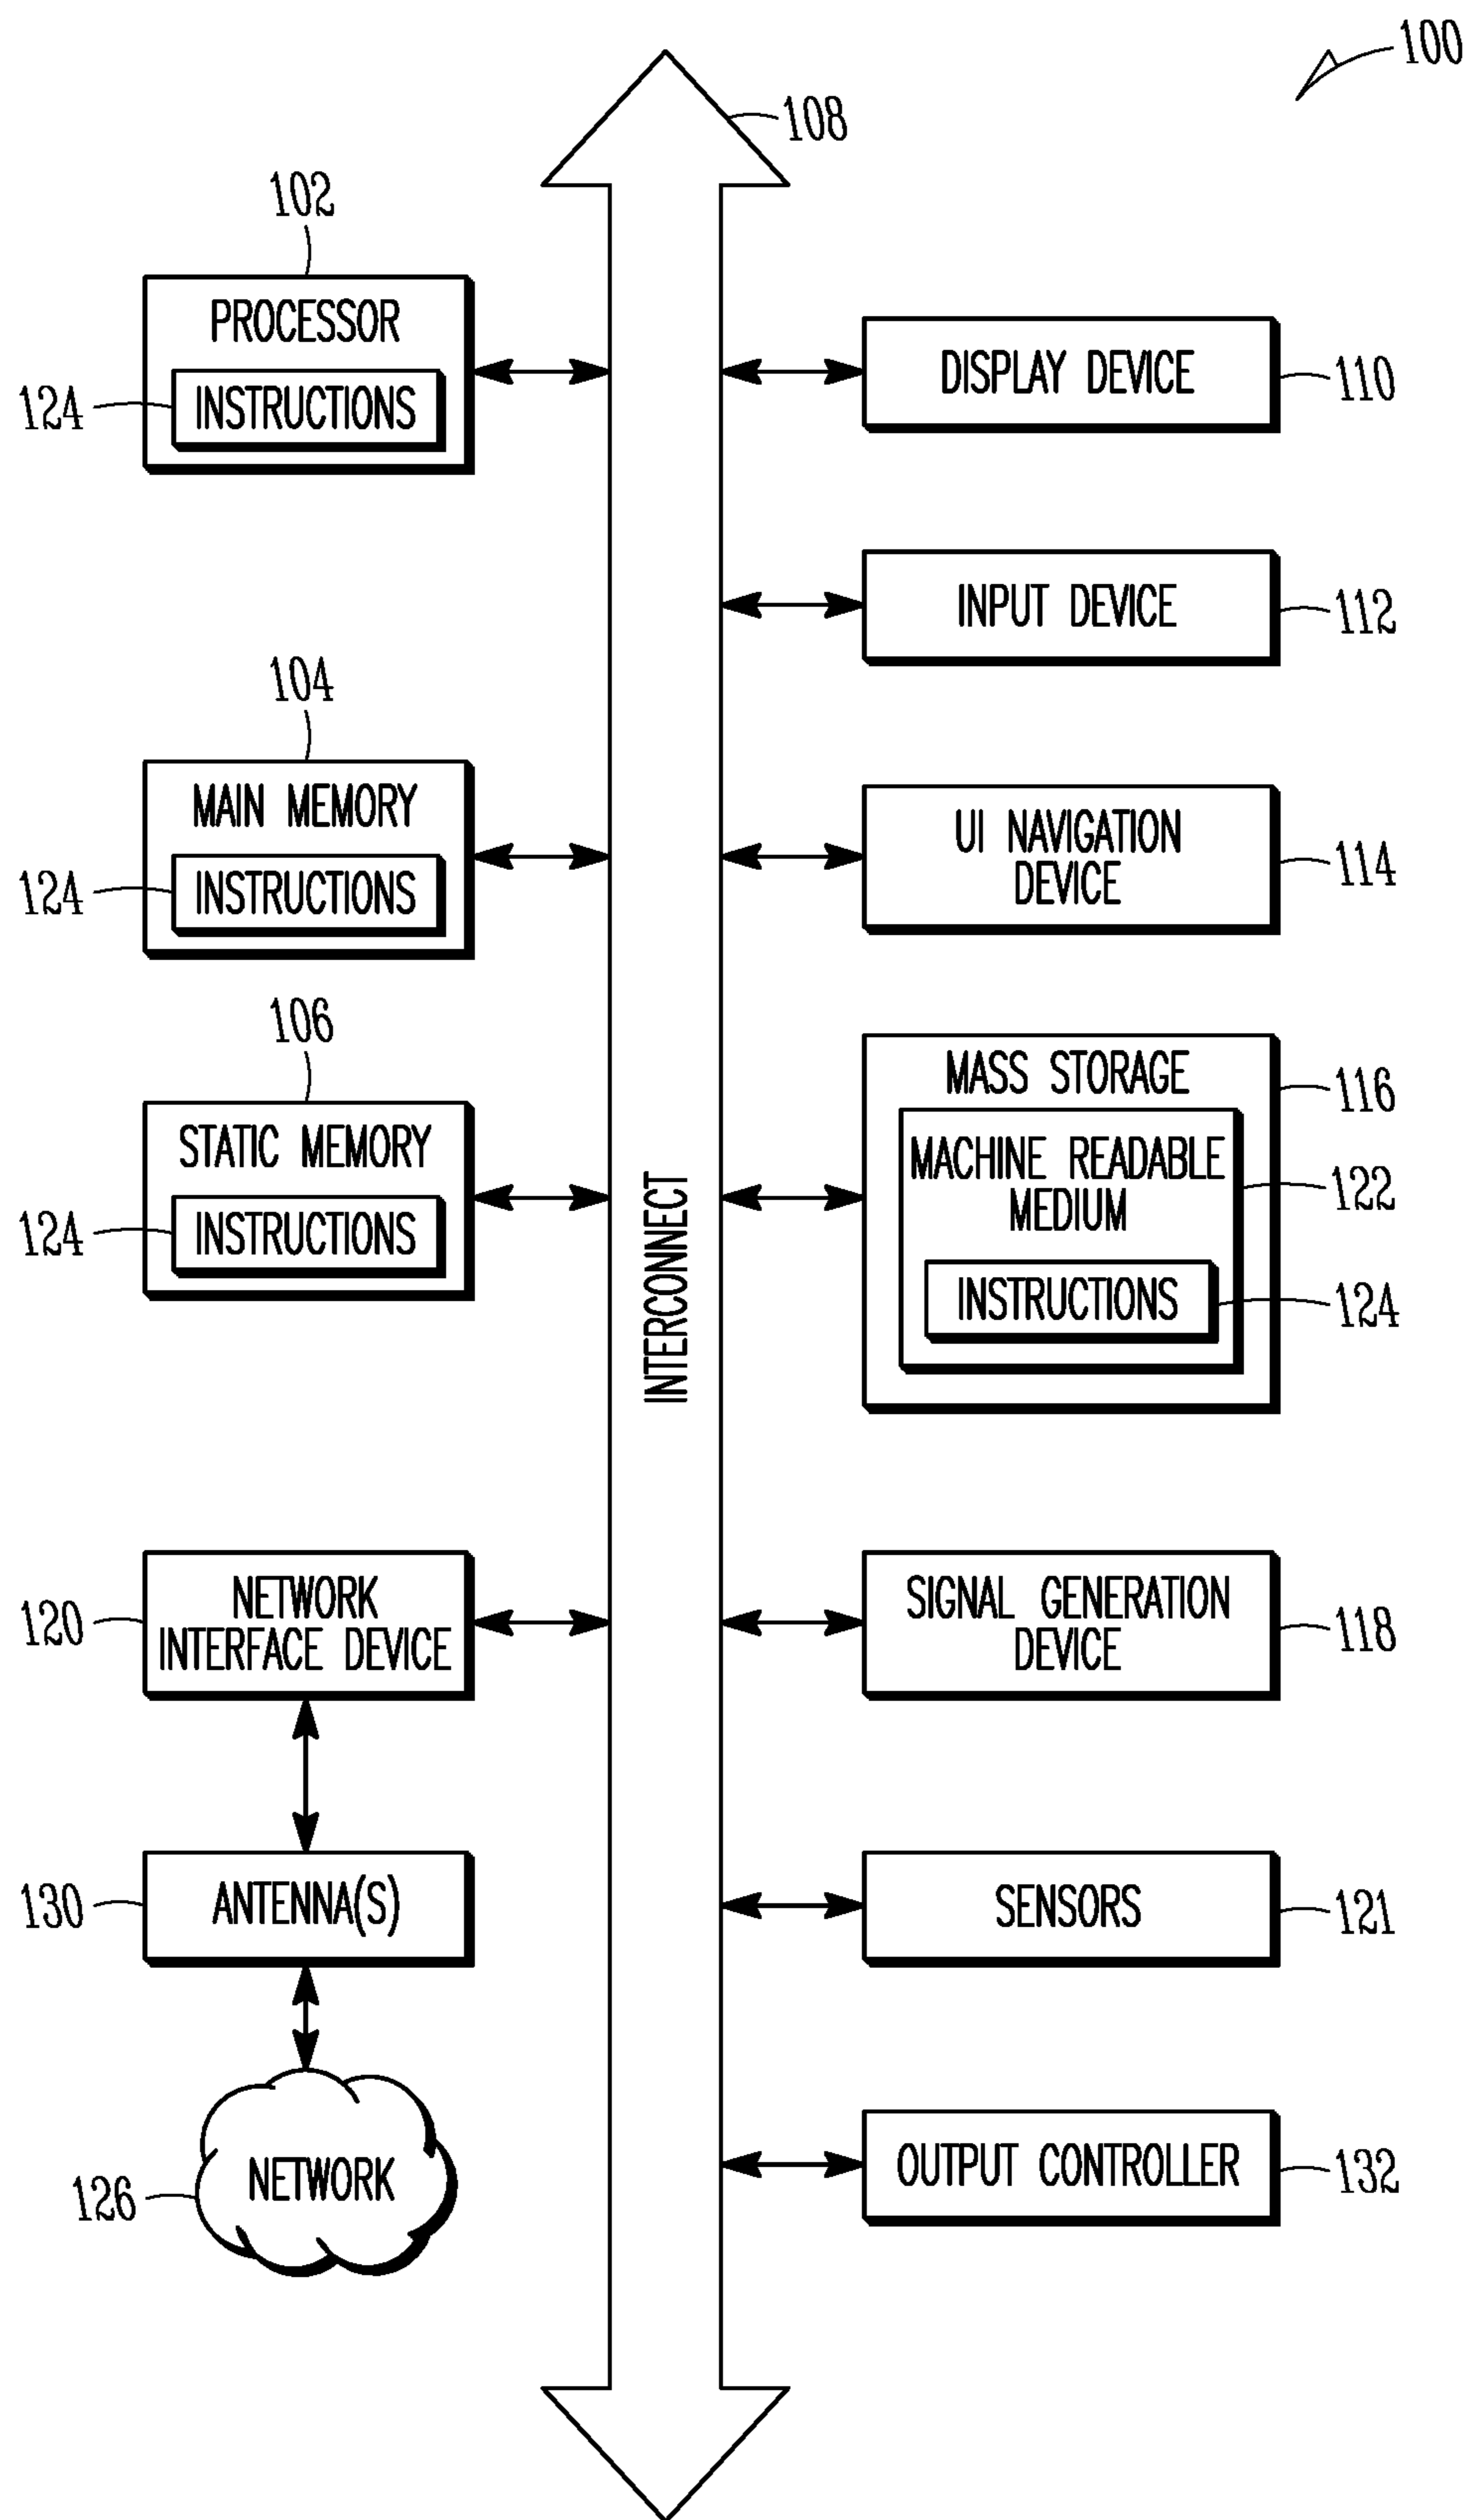 100
108
102
PROCESSOR
124
INSTRUCTIONS
104
MAIN MEMORY
124
INSTRUCTIONS
106
STATIC MEMORY
124
INSTRUCTIONS
120
NETWORK
INTERFACE DEVICE
130
ANTENNA(S)
126
NETWORK
INTERCONNECT
DISPLAY DEVICE
110
INPUT DEVICE
112
UI NAVIGATION
DEVICE
114
MASS STORAGE
116
MACHINE READABLE
MEDIUM
122
INSTRUCTIONS
124
SIGNAL GENERATION
DEVICE
118
SENSORS
121
OUTPUT CONTROLLER
132